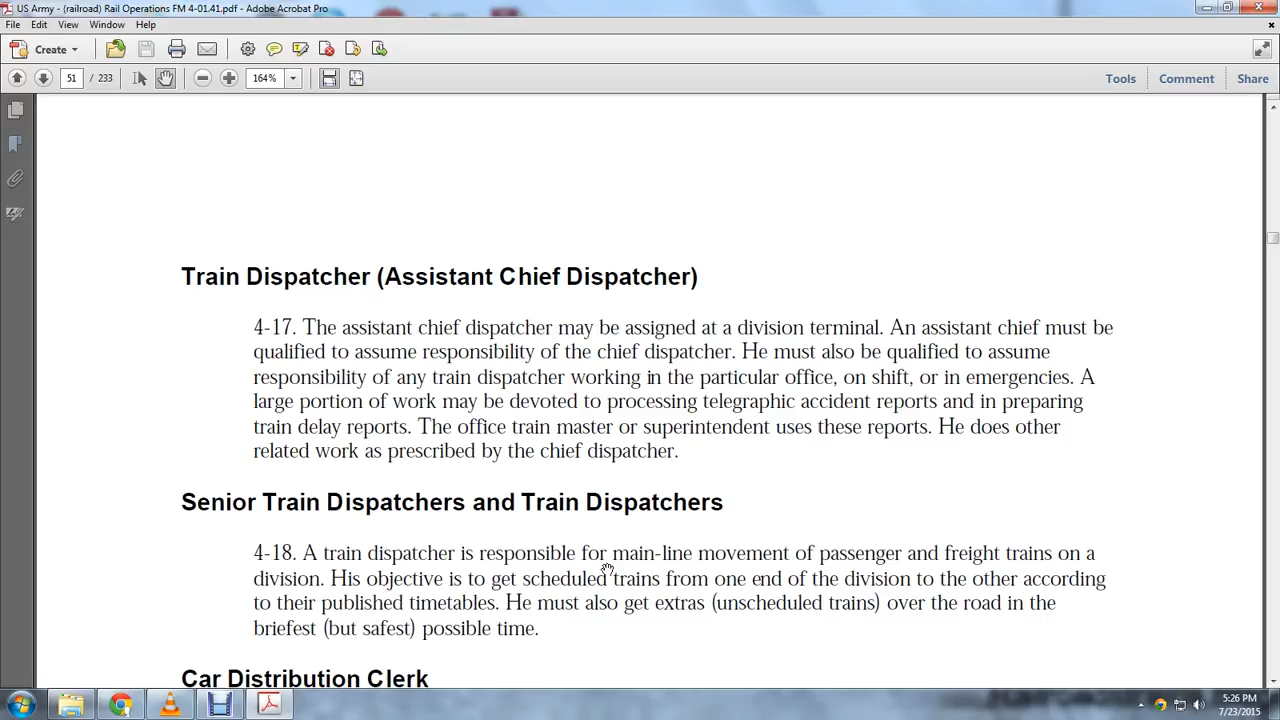 US Army - (railroad) Rail Operations FM 4-01.41.pdf - Adobe Acrobat Pro
File Edit View Window Help
Create
51 / 233 164% Tools Comment Share
Train Dispatcher (Assistant Chief Dispatcher)
4-17. The assistant chief dispatcher may be assigned at a division terminal. An assistant chief must be
qualified to assume responsibility of the chief dispatcher. He must also be qualified to assume
responsibility of any train dispatcher working in the particular office, on shift, or in emergencies. A
large portion of work may be devoted to processing telegraphic accident reports and in preparing
train delay reports. The office train master or superintendent uses these reports. He does other
related work as prescribed by the chief dispatcher.
Senior Train Dispatchers and Train Dispatchers
4-18. A train dispatcher is responsible for main-line movement of passenger and freight trains on a
division. His objective is to get scheduled trains from one end of the division to the other according
to their published timetables. He must also get extras (unscheduled trains) over the road in the
briefest (but safest) possible time.
Car Distribution Clerk
5:26 PM
7/23/2015